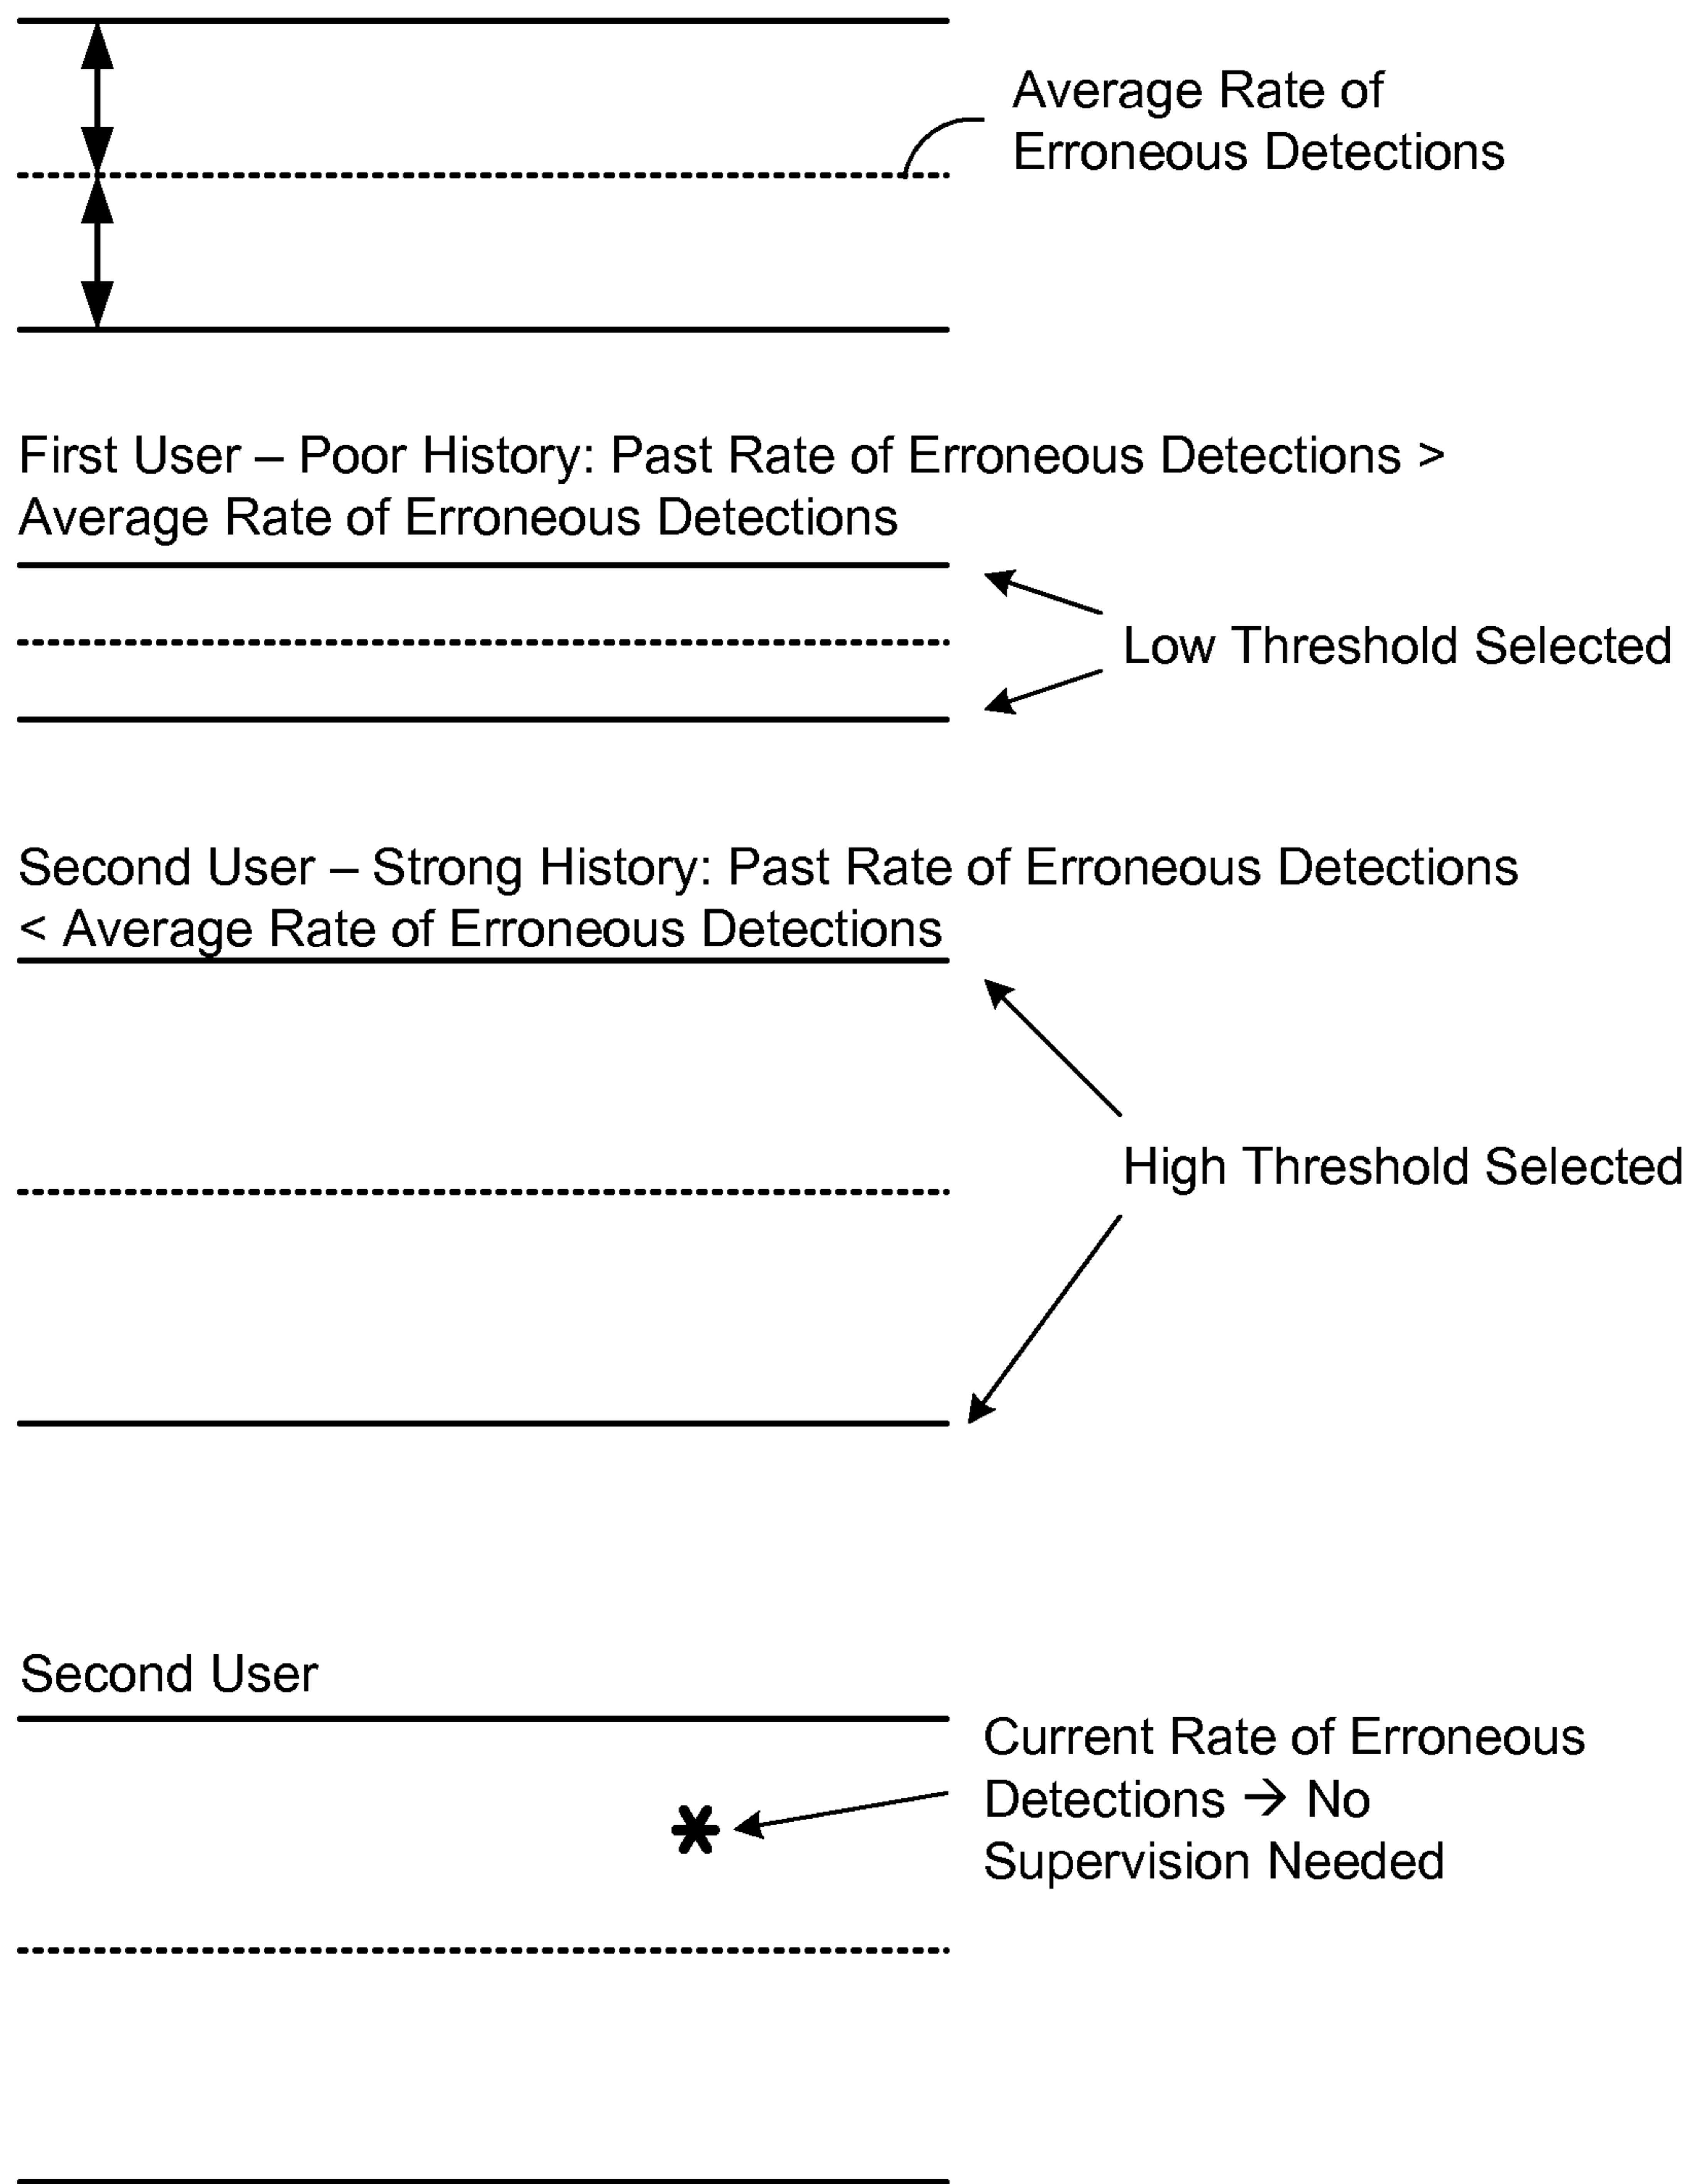 Average Rate of
Erroneous Detections
First User – Poor History: Past Rate of Erroneous Detections >
Average Rate of Erroneous Detections
Low Threshold Selected
Second User – Strong History: Past Rate of Erroneous Detections
< Average Rate of Erroneous Detections
High Threshold Selected
Second User
Current Rate of Erroneous
Detections → No
Supervision Needed